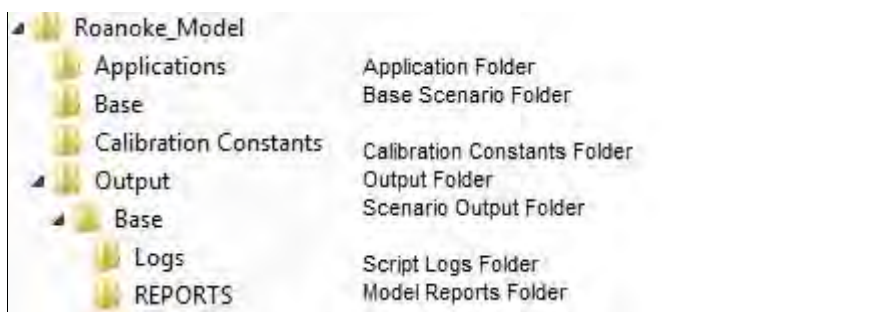 Roanoke_Model
Applications Application Folder
Base Base Scenario Folder
Calibration Constants Calibration Constants Folder
Output Output Folder
Base Scenario Output Folder
Logs Script Logs Folder
REPORTS Model Reports Folder